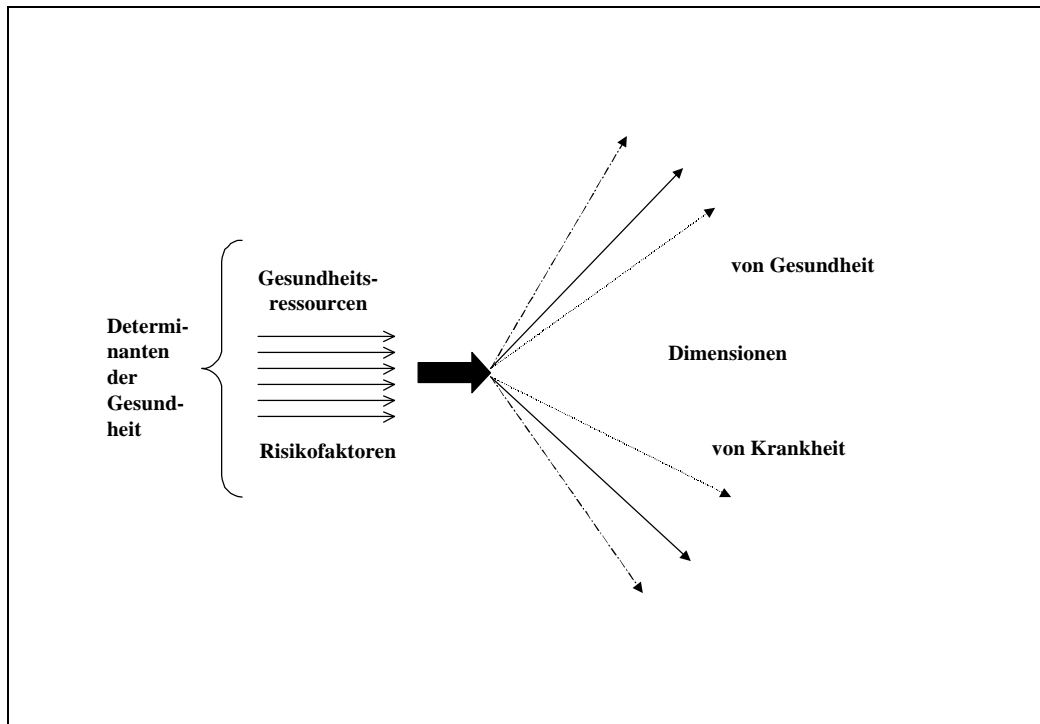 Determi-
nanten
der
Gesund-
heit
Gesundheits-
ressourcen
Risikofaktoren
von Gesundheit
Dimensionen
von Krankheit